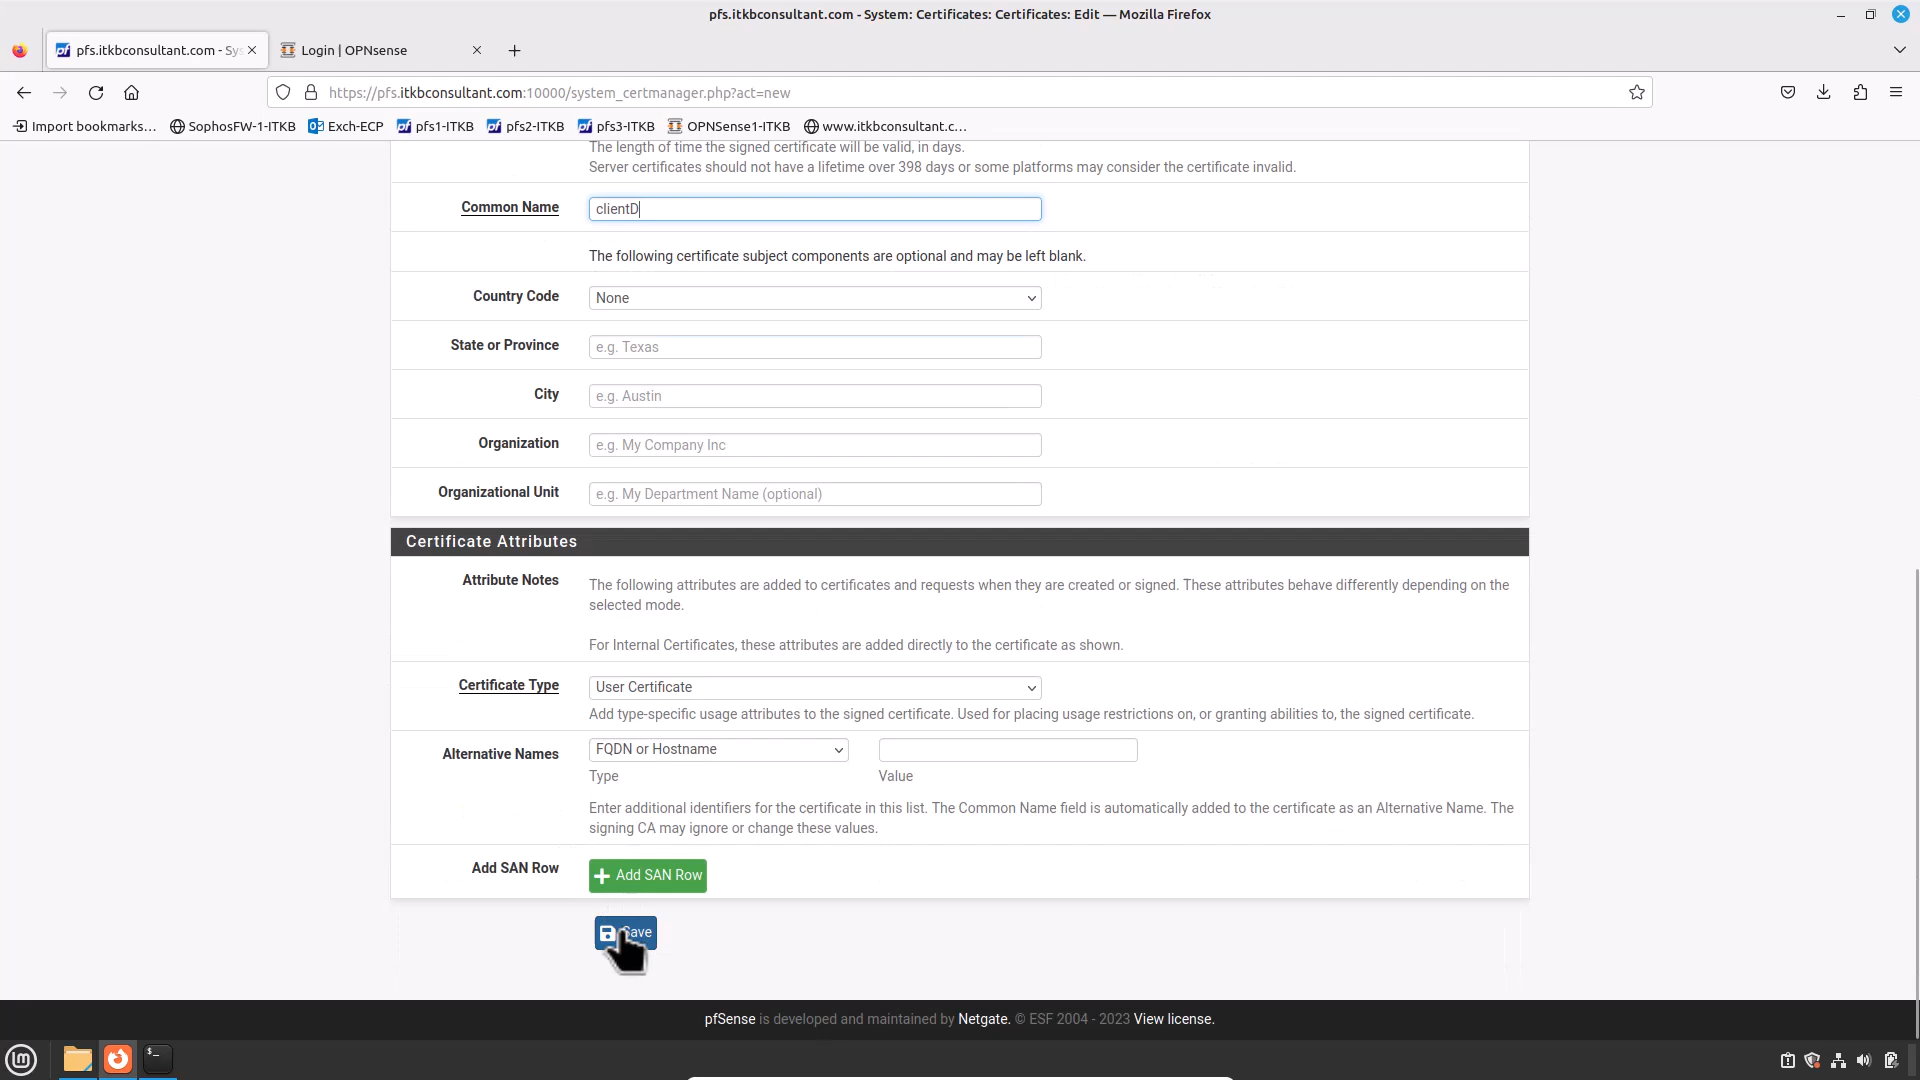 pfs.itkbconsultant.com - System: Certificates: Certificates: Edit — Mozilla Firefox
pfs.itkbconsultant.com - Sys
Login | OPNsense
https://pfs.itkbconsultant.com:10000/system_certmanager.php?act=new
Import bookmarks... SophosFW-1-ITKB Exch-ECP pfs1-ITKB pfs2-ITKB pfs3-ITKB OPNSense1-ITKB www.itkbconsultant.c...
The length of time the signed certificate will be valid, in days.
Server certificates should not have a lifetime over 398 days or some platforms may consider the certificate invalid.
Common Name clientD
The following certificate subject components are optional and may be left blank.
Country Code None
State or Province e.g. Texas
City e.g. Austin
Organization e.g. My Company Inc
Organizational Unit e.g. My Department Name (optional)
Certificate Attributes
Attribute Notes The following attributes are added to certificates and requests when they are created or signed. These attributes behave differently depending on the
selected mode.
For Internal Certificates, these attributes are added directly to the certificate as shown.
Certificate Type User Certificate
Add type-specific usage attributes to the signed certificate. Used for placing usage restrictions on, or granting abilities to, the signed certificate.
Alternative Names FQDN or Hostname
Type Value
Enter additional identifiers for the certificate in this list. The Common Name field is automatically added to the certificate as an Alternative Name. The
signing CA may ignore or change these values.
Add SAN Row Add SAN Row
Save
pfSense is developed and maintained by Netgate. © ESF 2004 - 2023 View license.